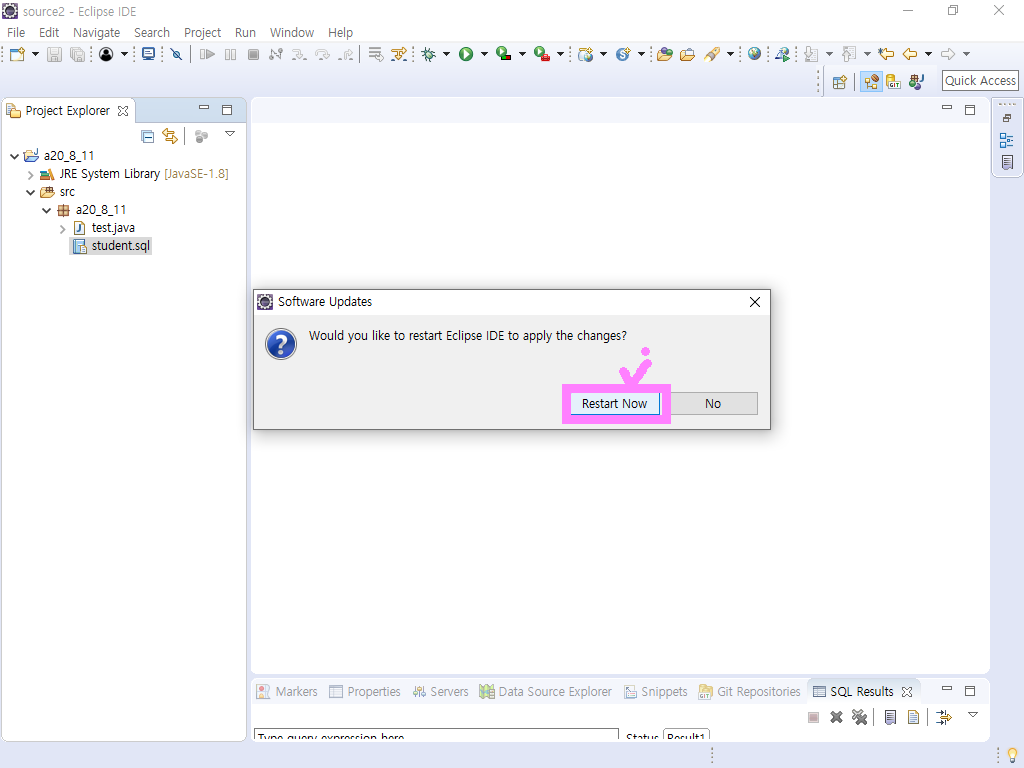 source2 - Eclipse IDE
File Edit Navigate Search Project Run Window Help
Quick Access
Project Explorer
a20_8_11
JRE System Library [JavaSE-1.8]
src
a20_8_11
test.java
student.sql
Software Updates
Would you like to restart Eclipse IDE to apply the changes?
Restart Now No
Markers Properties Servers Data Source Explorer Snippets Git Repositories SQL Results
Type query expression here Status Result1